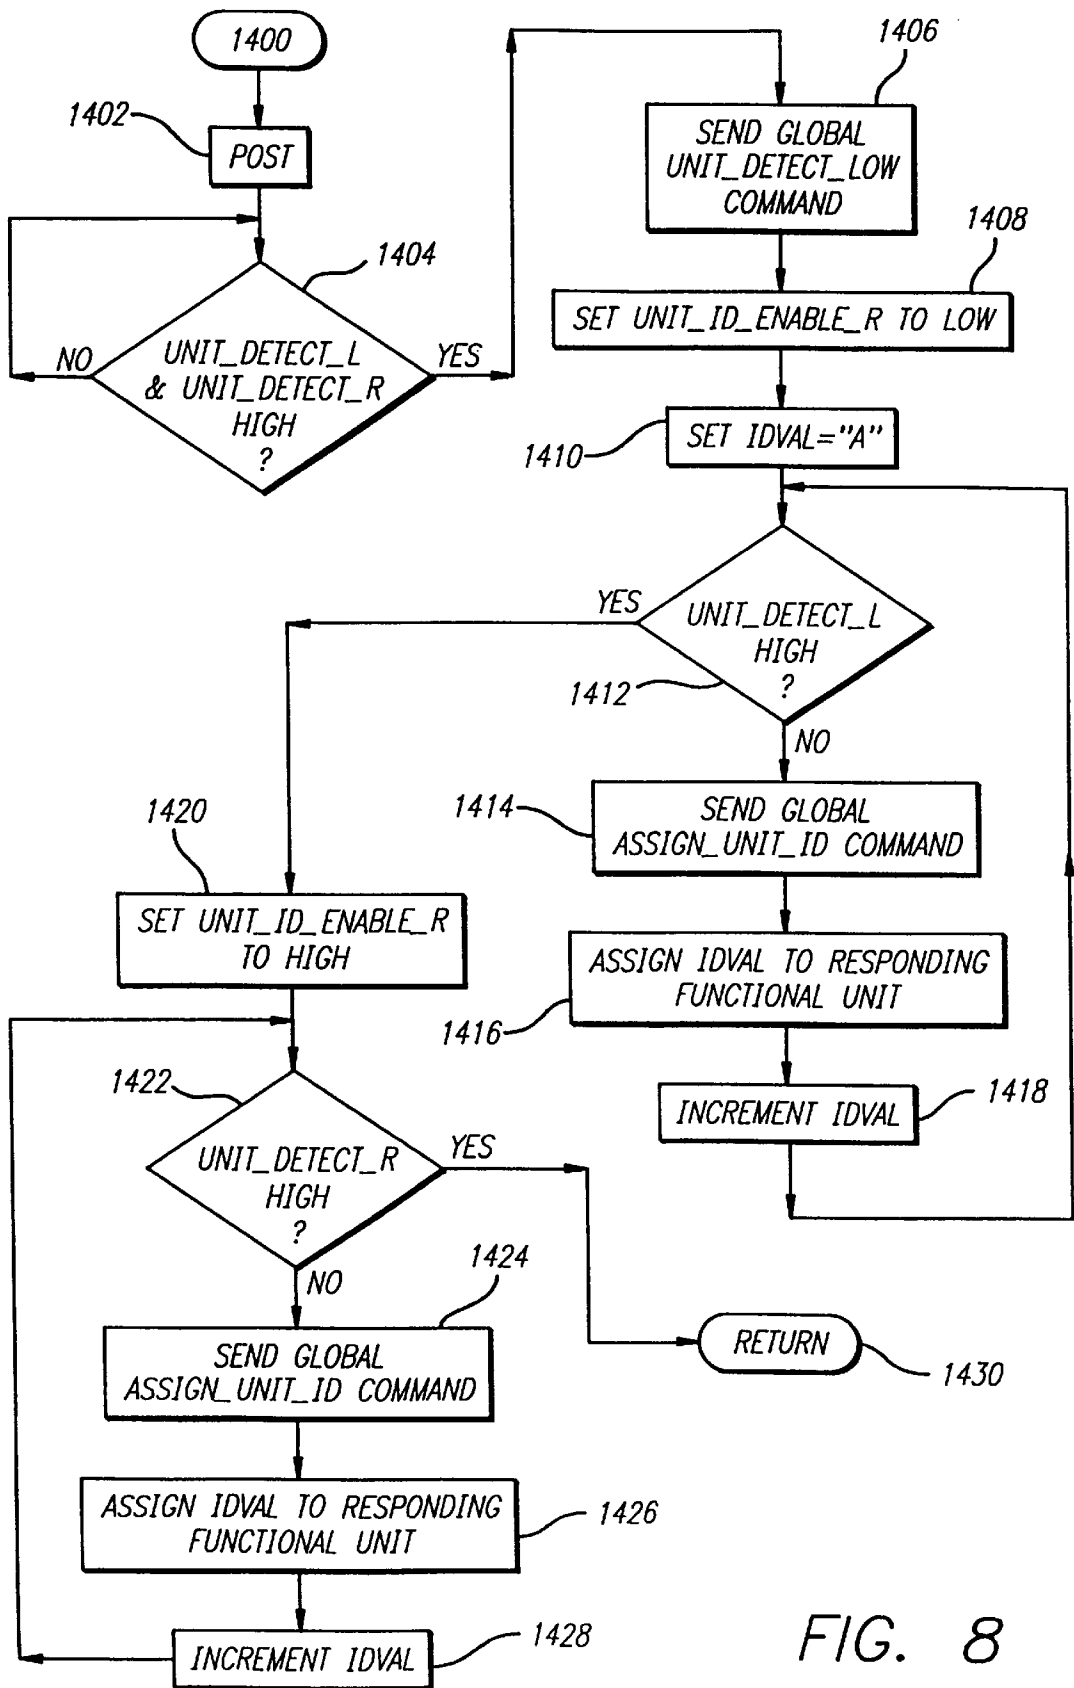 1400
1402
POST
1404
UNIT_DETECT_L
& UNIT_DETECT_R
HIGH
?
NO
YES
1406
SEND GLOBAL
UNIT_DETECT_LOW
COMMAND
1408
SET UNIT_ID_ENABLE_R TO LOW
1410
SET IDVAL="A"
YES
UNIT_DETECT_L
HIGH
?
1412
NO
1414
SEND GLOBAL
ASSIGN_UNIT_ID COMMAND
ASSIGN IDVAL TO RESPONDING
FUNCTIONAL UNIT
1416
INCREMENT IDVAL
1418
1420
SET UNIT_ID_ENABLE_R
TO HIGH
1422
UNIT_DETECT_R
HIGH
?
YES
NO
1424
SEND GLOBAL
ASSIGN_UNIT_ID COMMAND
RETURN
1430
ASSIGN IDVAL TO RESPONDING
FUNCTIONAL UNIT
1426
INCREMENT IDVAL
1428
FIG. 8